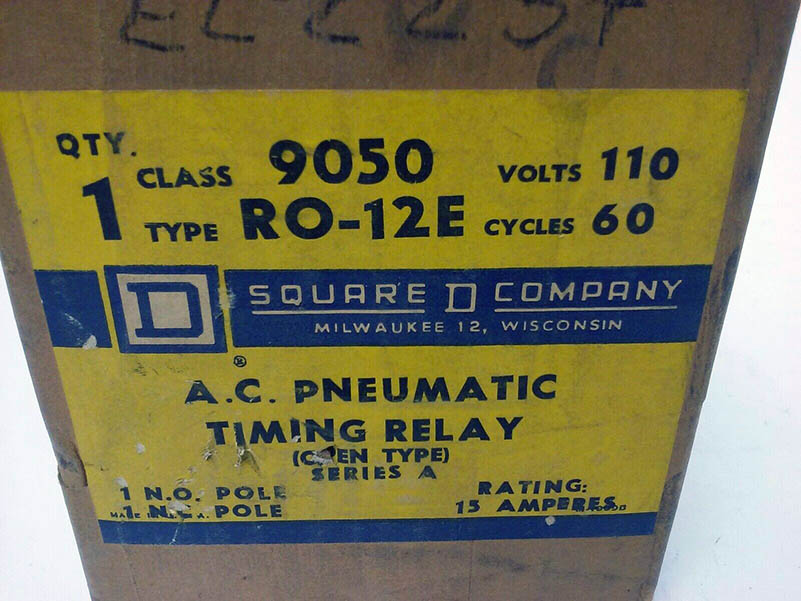 QTY.
1
CLASS 9050 VOLTS 110
TYPE RO-12E CYCLES 60
D SQUARE D COMPANY
MILWAUKEE 12, WISCONSIN
®
A.C. PNEUMATIC
TIMING RELAY
(OPEN TYPE)
SERIES A
1 N.O. POLE RATING:
1 N.C. POLE 15 AMPERES